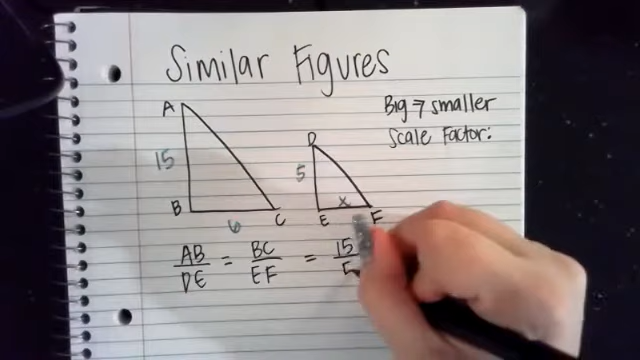 Similar Figures
Big → smaller
Scale Factor:
A
D
15
5
x
B
C
E
F
6
AB/DE = BC/EF = 15/5